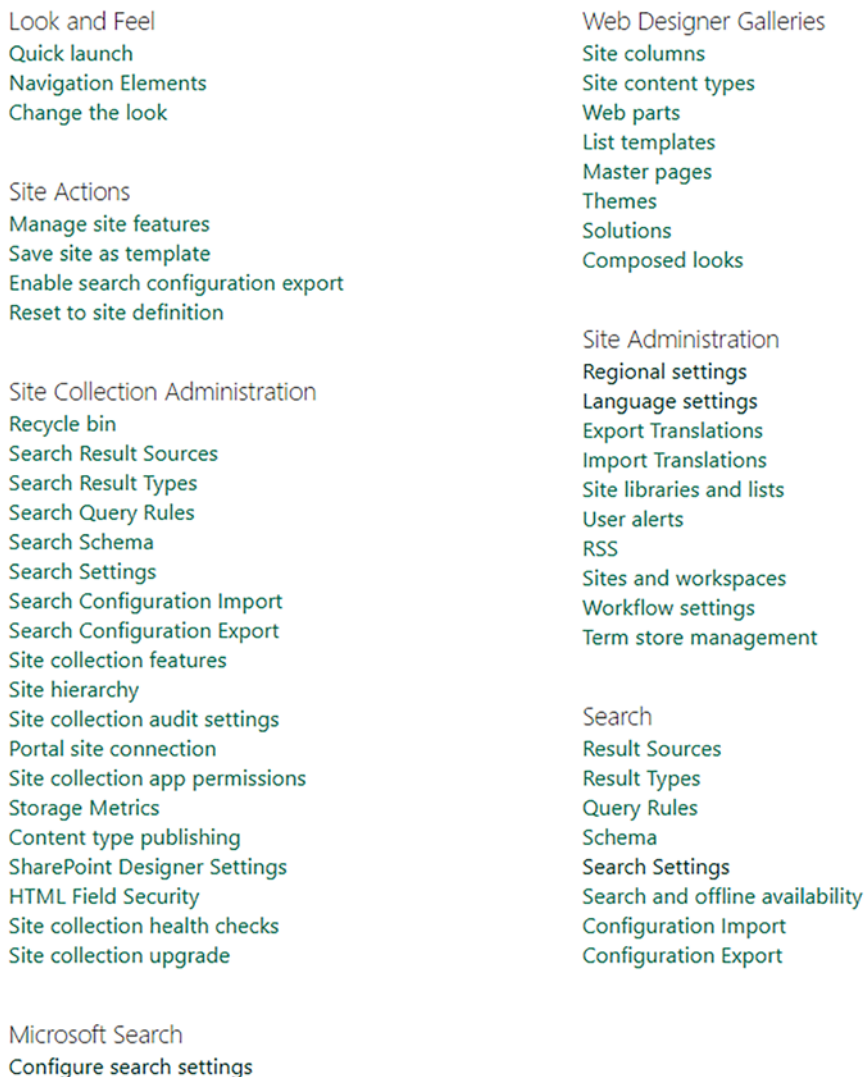 Look and Feel
Quick launch
Navigation Elements
Change the look
Site Actions
Manage site features
Save site as template
Enable search configuration export
Reset to site definition
Site Collection Administration
Recycle bin
Search Result Sources
Search Result Types
Search Query Rules
Search Schema
Search Settings
Search Configuration Import
Search Configuration Export
Site collection features
Site hierarchy
Site collection audit settings
Portal site connection
Site collection app permissions
Storage Metrics
Content type publishing
SharePoint Designer Settings
HTML Field Security
Site collection health checks
Site collection upgrade
Microsoft Search
Configure search settings
Web Designer Galleries
Site columns
Site content types
Web parts
List templates
Master pages
Themes
Solutions
Composed looks
Site Administration
Regional settings
Language settings
Export Translations
Import Translations
Site libraries and lists
User alerts
RSS
Sites and workspaces
Workflow settings
Term store management
Search
Result Sources
Result Types
Query Rules
Schema
Search Settings
Search and offline availability
Configuration Import
Configuration Export